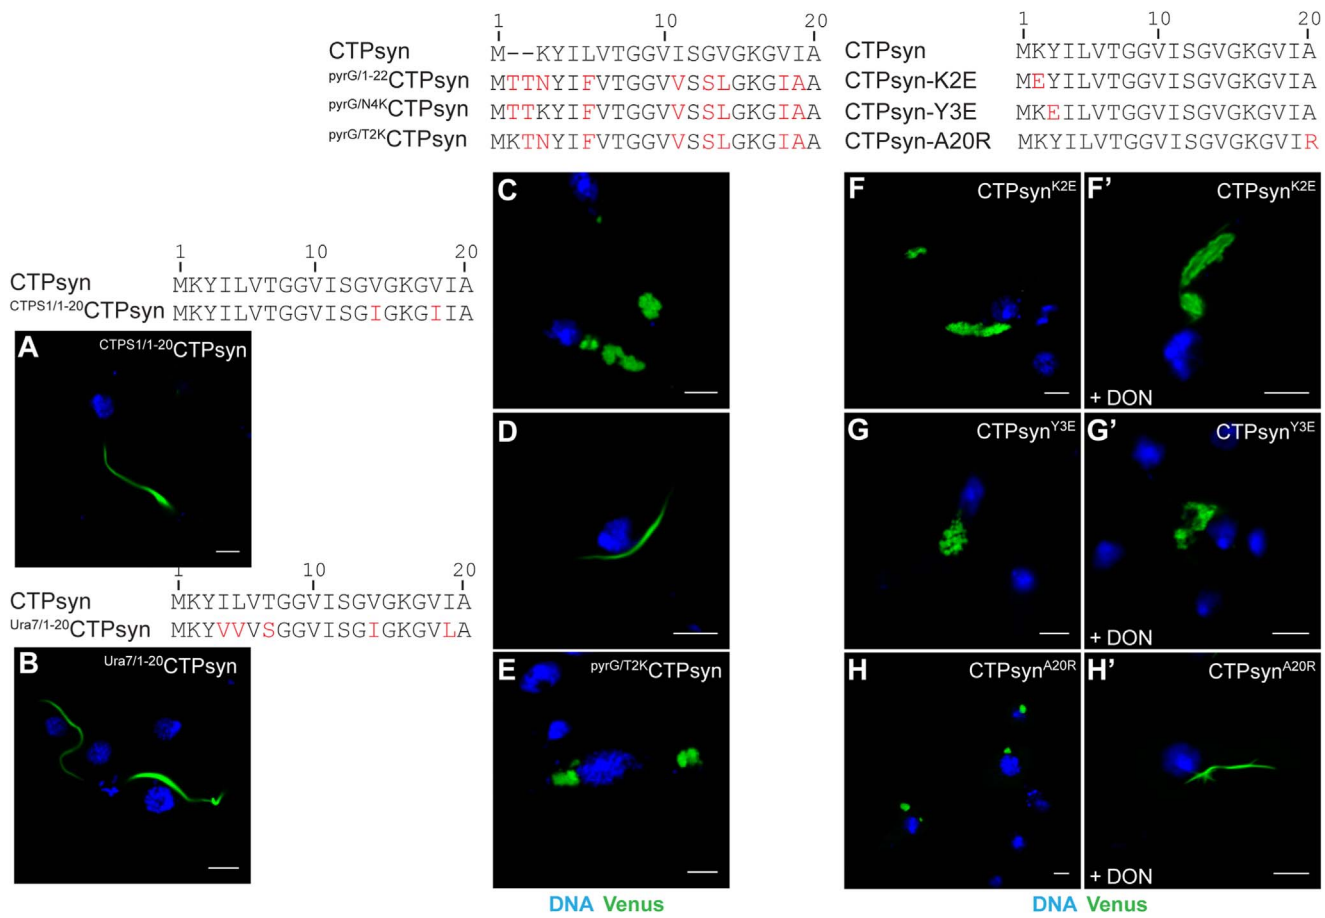 1 10 20
CTPsyn M--KYILVTGGVISGVGKGVIA
pyrG/1-22CTPsyn MTTNYIFVTGGVVSSLGKGIAA
pyrG/N4KCTPsyn MTTKYIFVTGGVVSSLGKGIAA
pyrG/T2KCTPsyn MKTNYIFVTGGVVSSLGKGIAA
1 10 20
CTPsyn MKYILVTGGVISGVGKGVIA
CTPsyn-K2E MEYILVTGGVISGVGKGVIA
CTPsyn-Y3E MKEILVTGGVISGVGKGVIA
CTPsyn-A20R MKYILVTGGVISGVGKGVIR
1 10 20
CTPsyn MKYILVTGGVISGVGKGVIA
CTPS1/1-20CTPsyn MKYILVTGGVISGIGKGIIA
A CTPS1/1-20CTPsyn
1 10 20
CTPsyn MKYILVTGGVISGVGKGVIA
Ura7/1-20CTPsyn MKYVVVSGGVISGIGKGVLA
B Ura7/1-20CTPsyn
C
D
E pyrG/T2KCTPsyn
DNA Venus
F CTPsynK2E
F' CTPsynK2E
+ DON
G CTPsynY3E
G' CTPsynY3E
+ DON
H CTPsynA20R
H' CTPsynA20R
+ DON
DNA Venus